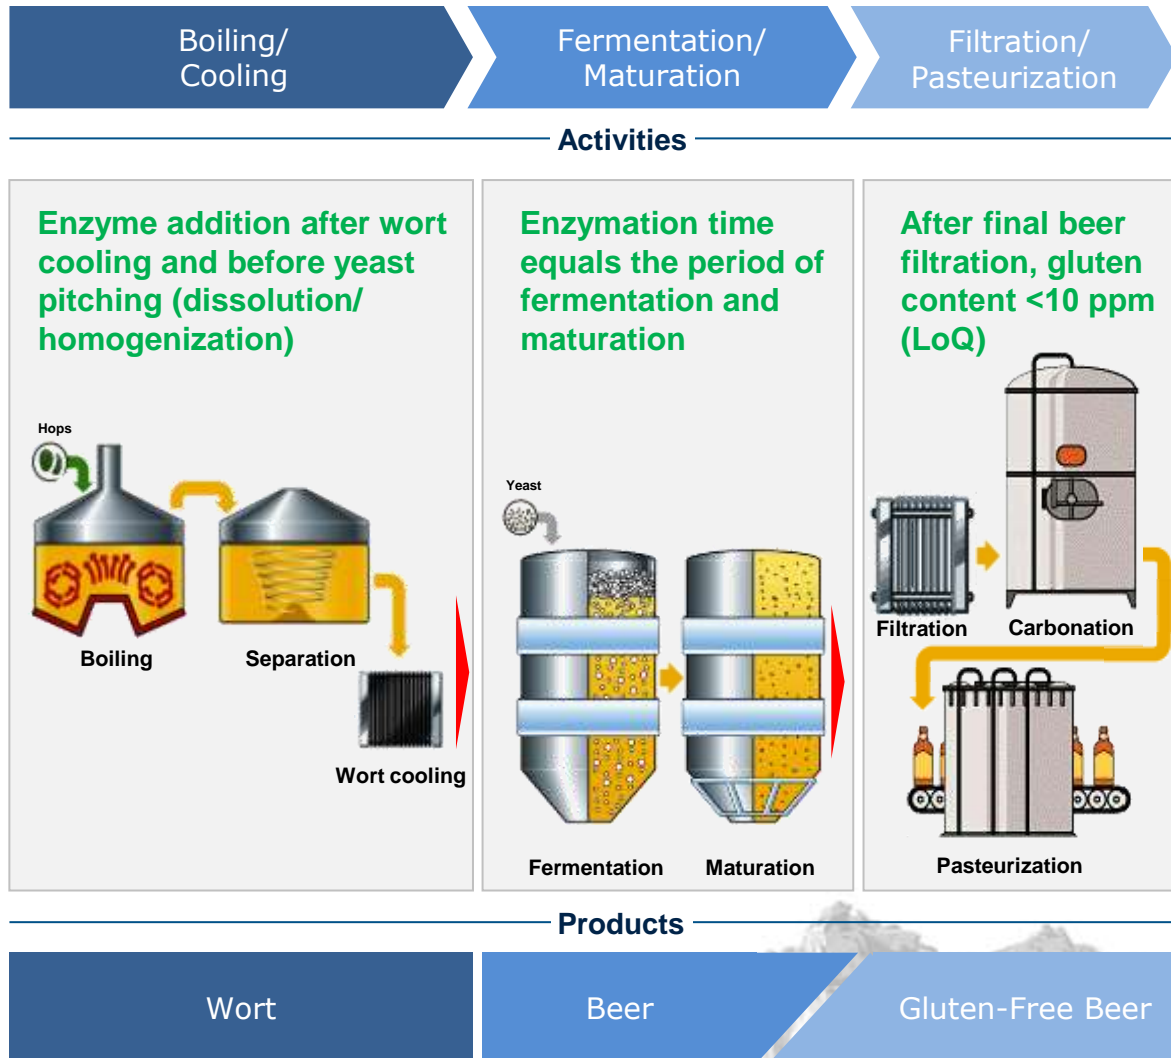 Boiling/
Cooling
Fermentation/
Maturation
Filtration/
Pasteurization
Activities
Enzyme addition after wort
cooling and before yeast
pitching (dissolution/
homogenization)
Hops
Boiling
Separation
Wort cooling
Enzymation time
equals the period of
fermentation and
maturation
Yeast
Fermentation
Maturation
After final beer
filtration, gluten
content <10 ppm
(LoQ)
Filtration
Carbonation
Pasteurization
Products
Wort
Beer
Gluten-Free Beer